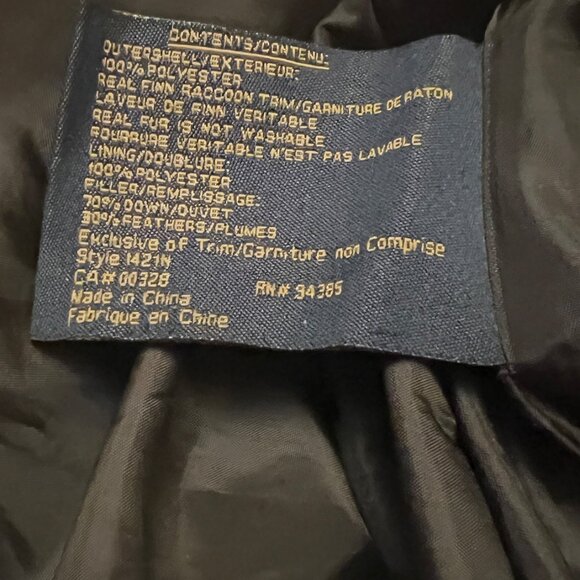 CONTENTS/CONTENU:
OUTERSHELL/EXTERIEUR:
100% POLYESTER
REAL FINN RACCOON TRIM/GARNITURE DE RATON
LAVEUR DE FINN VERITABLE
REAL FUR IS NOT WASHABLE
FOURRURE VERITABLE N'EST PAS LAVABLE
LINING/DOUBLURE:
100% POLYESTER
FILLER/REMPLISSAGE:
70% DOWN/DUVET
30% FEATHERS/PLUMES
Exclusive of Trim/Garniture non Comprise
Style 1421N
CA# 00328 RN# 94385
Made in China
Fabrique en Chine